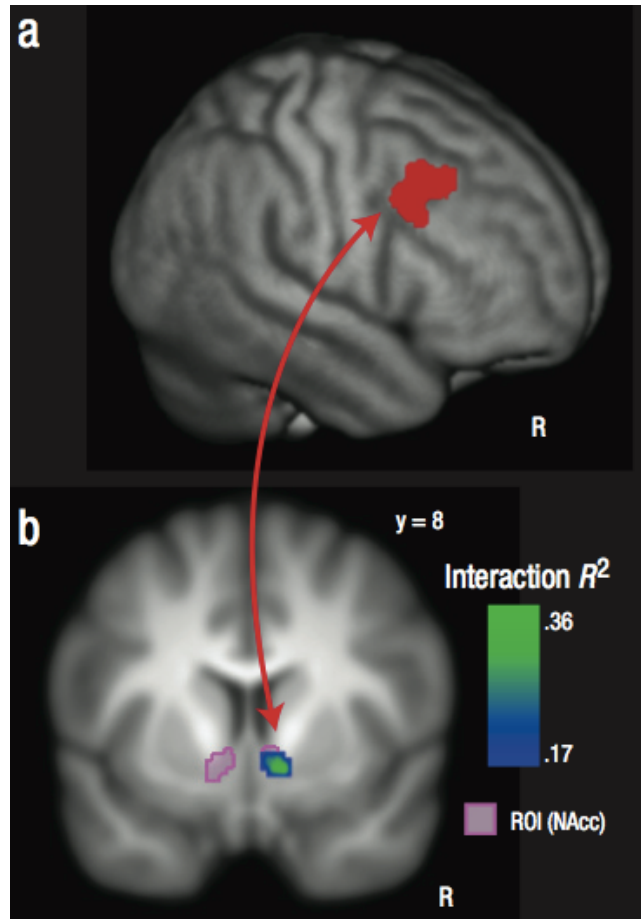 a
R
b
y = 8
Interaction R²
.36
.17
ROI (NAcc)
R